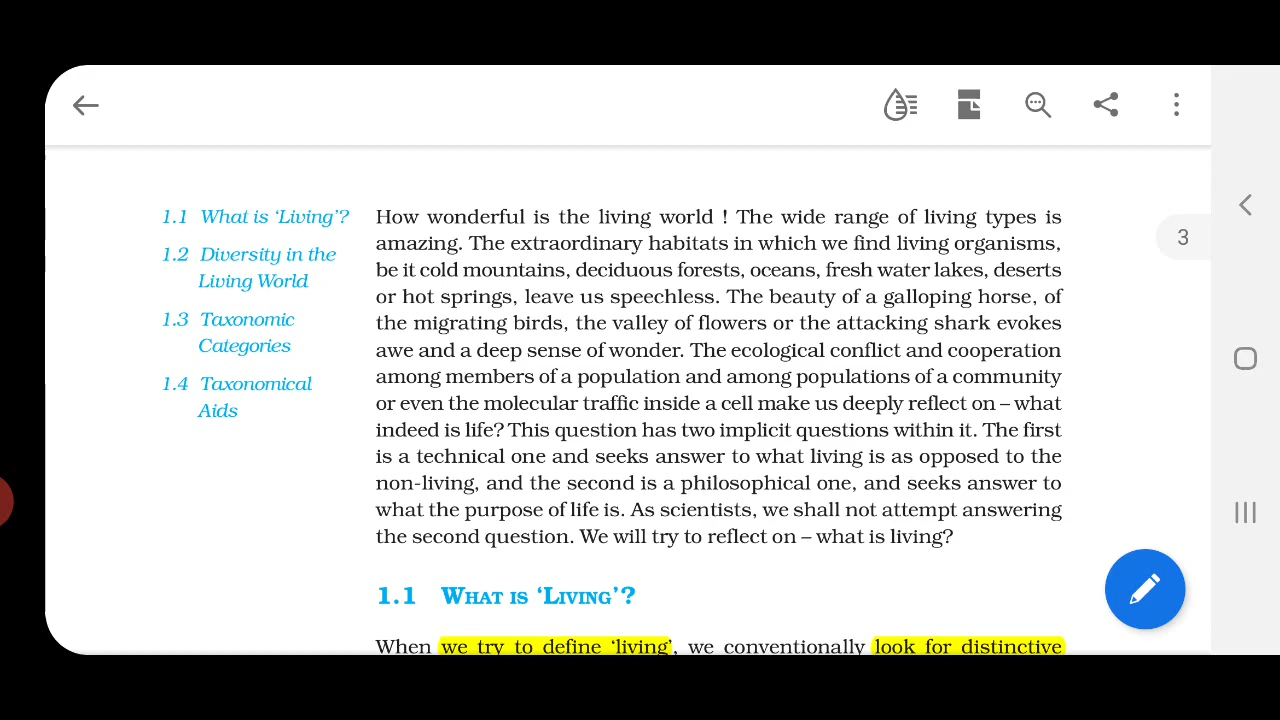 1.1 What is ‘Living’?
1.2 Diversity in the
Living World
1.3 Taxonomic
Categories
1.4 Taxonomical
Aids
How wonderful is the living world ! The wide range of living types is
amazing. The extraordinary habitats in which we find living organisms,
be it cold mountains, deciduous forests, oceans, fresh water lakes, deserts
or hot springs, leave us speechless. The beauty of a galloping horse, of
the migrating birds, the valley of flowers or the attacking shark evokes
awe and a deep sense of wonder. The ecological conflict and cooperation
among members of a population and among populations of a community
or even the molecular traffic inside a cell make us deeply reflect on – what
indeed is life? This question has two implicit questions within it. The first
is a technical one and seeks answer to what living is as opposed to the
non-living, and the second is a philosophical one, and seeks answer to
what the purpose of life is. As scientists, we shall not attempt answering
the second question. We will try to reflect on – what is living?
3
1.1 What is ‘Living’?
When we try to define ‘living’, we conventionally look for distinctive